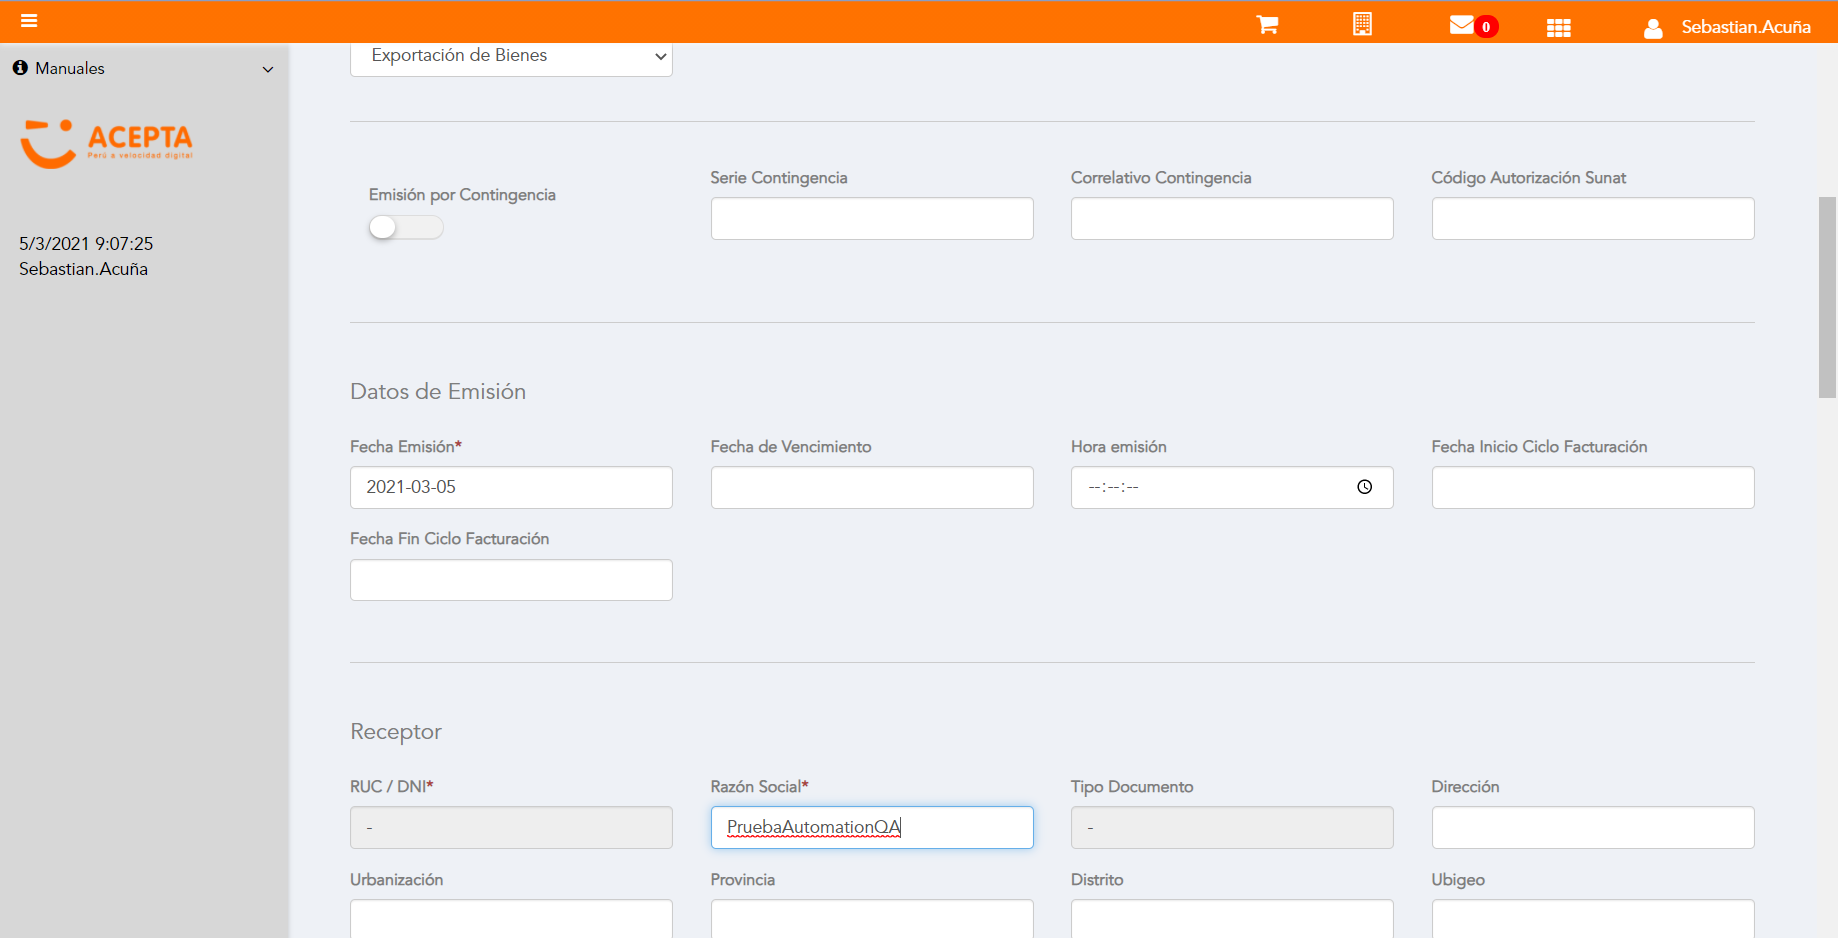 0
Sebastian.Acuña
Manuales
ACEPTA
Perú a velocidad digital
5/3/2021 9:07:25
Sebastian.Acuña
Exportación de Bienes
Emisión por Contingencia
Serie Contingencia
Correlativo Contingencia
Código Autorización Sunat
Datos de Emisión
Fecha Emisión*
Fecha de Vencimiento
Hora emisión
Fecha Inicio Ciclo Facturación
2021-03-05
--:--:--
Fecha Fin Ciclo Facturación
Receptor
RUC / DNI*
Razón Social*
Tipo Documento
Dirección
-
PruebaAutomationQA
-
Urbanización
Provincia
Distrito
Ubigeo